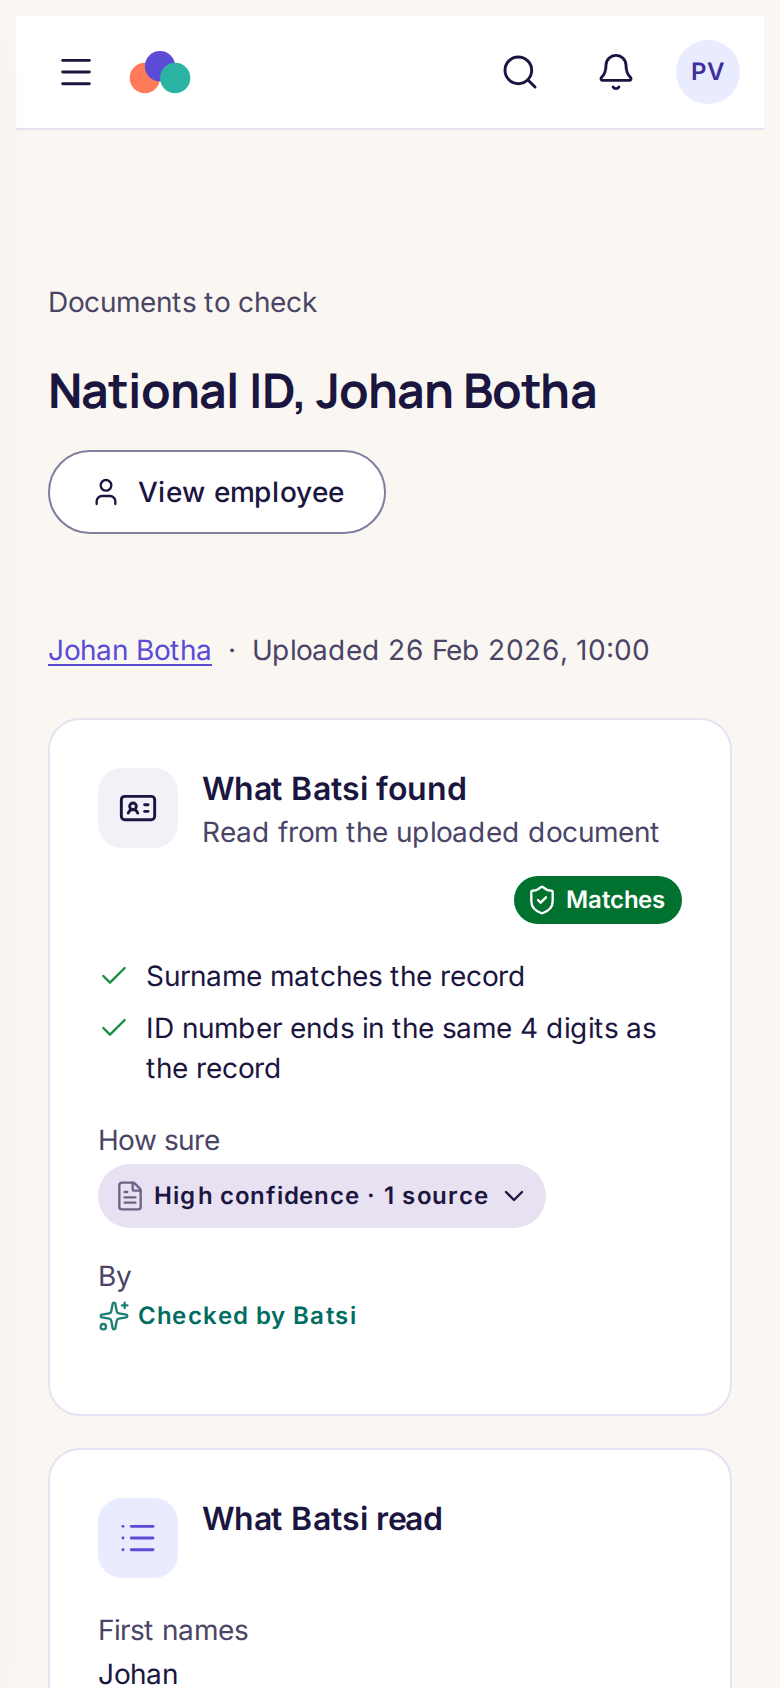 PV
Documents to check
National ID, Johan Botha
View employee
Johan Botha · Uploaded 26 Feb 2026, 10:00
What Batsi found
Read from the uploaded document
Matches
Surname matches the record
ID number ends in the same 4 digits as
the record
How sure
High confidence · 1 source
By
Checked by Batsi
What Batsi read
First names
Johan